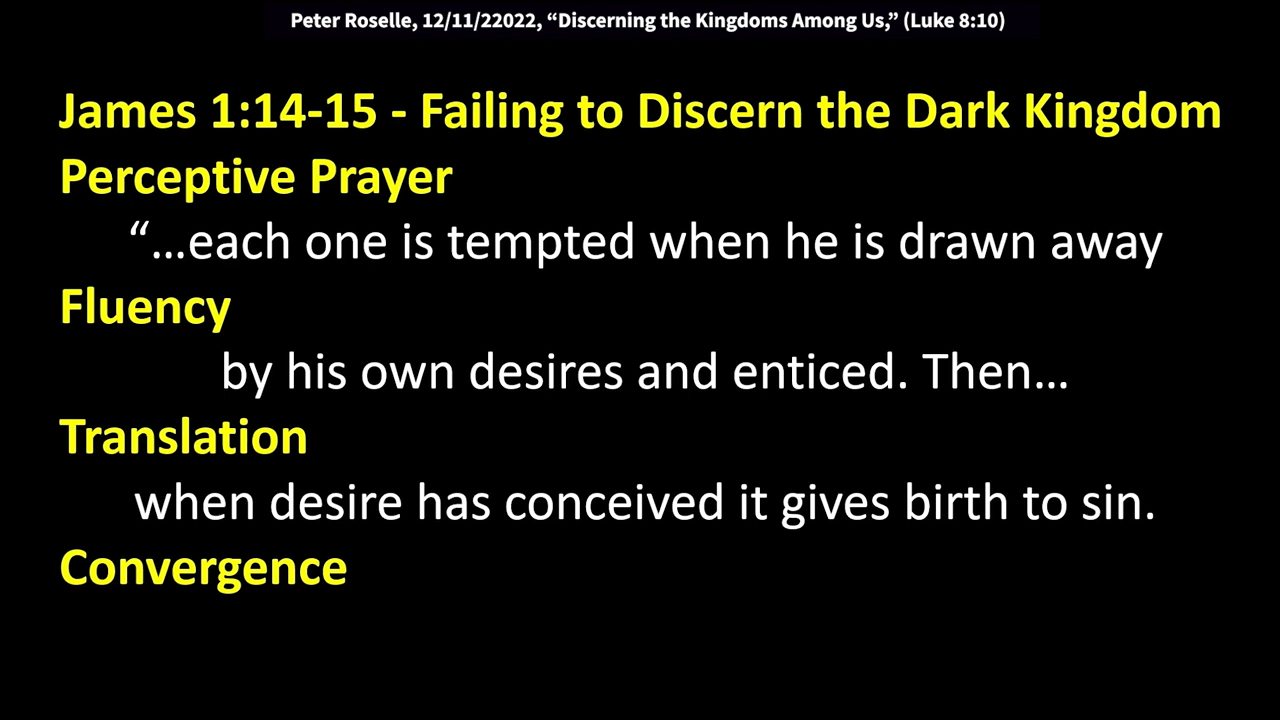 Peter Roselle, 12/11/22022, “Discerning the Kingdoms Among Us,” (Luke 8:10)
James 1:14-15 - Failing to Discern the Dark Kingdom
Perceptive Prayer
“…each one is tempted when he is drawn away
Fluency
by his own desires and enticed. Then…
Translation
when desire has conceived it gives birth to sin.
Convergence